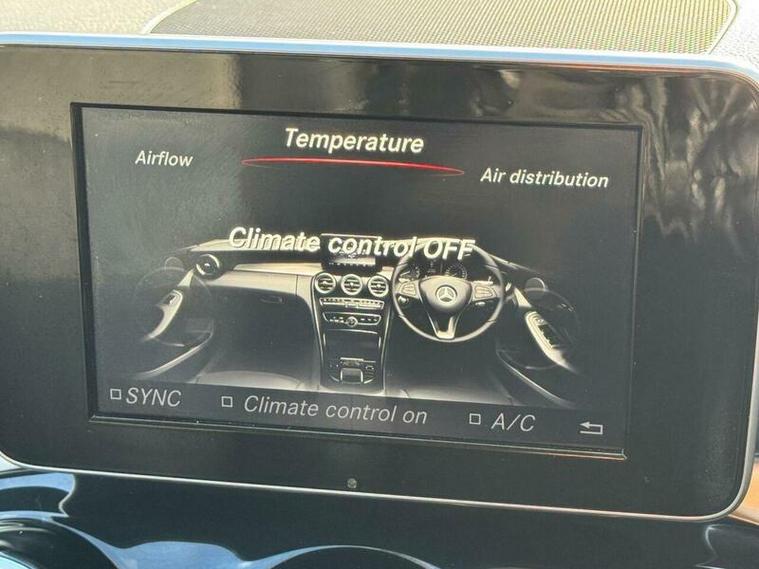 Temperature
Airflow
Air distribution
Climate control OFF
SYNC
Climate control on
A/C